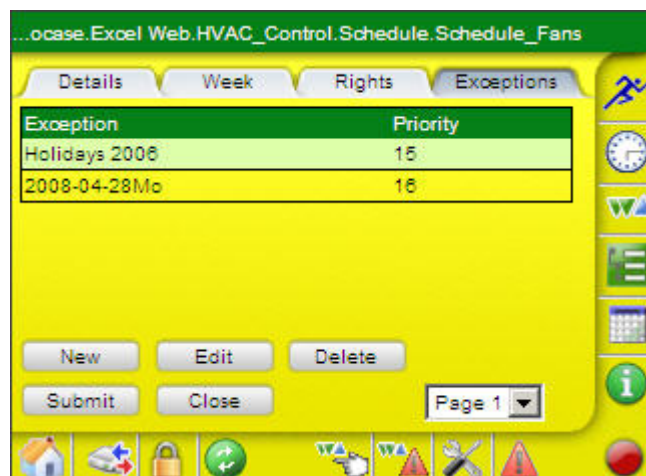 ...ocase.Excel Web.HVAC_Control.Schedule.Schedule_Fans
Details Week Rights Exceptions
Exception Priority
Holidays 2006 15
2008-04-28Mo 16
New Edit Delete
Submit Close Page 1